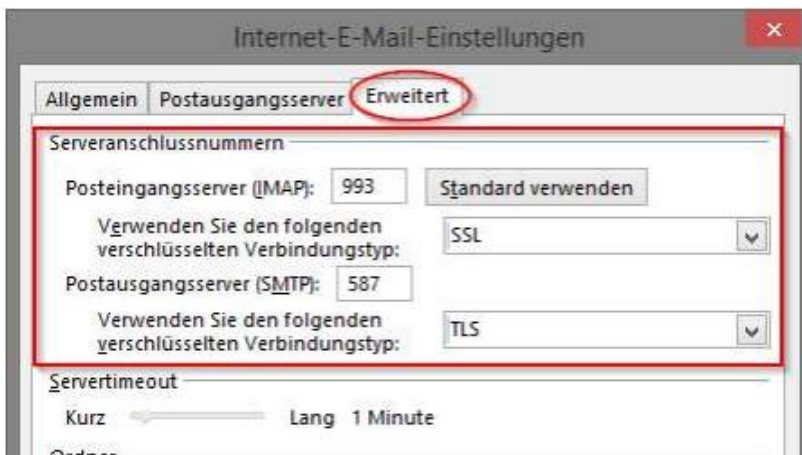 Internet-E-Mail-Einstellungen
Allgemein Postausgangsserver Erweitert
Serveranschlussnummern
Posteingangsserver (IMAP): 993 Standard verwenden
Verwenden Sie den folgenden
verschlüsselten Verbindungstyp: SSL
Postausgangsserver (SMTP): 587
Verwenden Sie den folgenden
verschlüsselten Verbindungstyp: TLS
Servertimeout
Kurz Lang 1 Minute